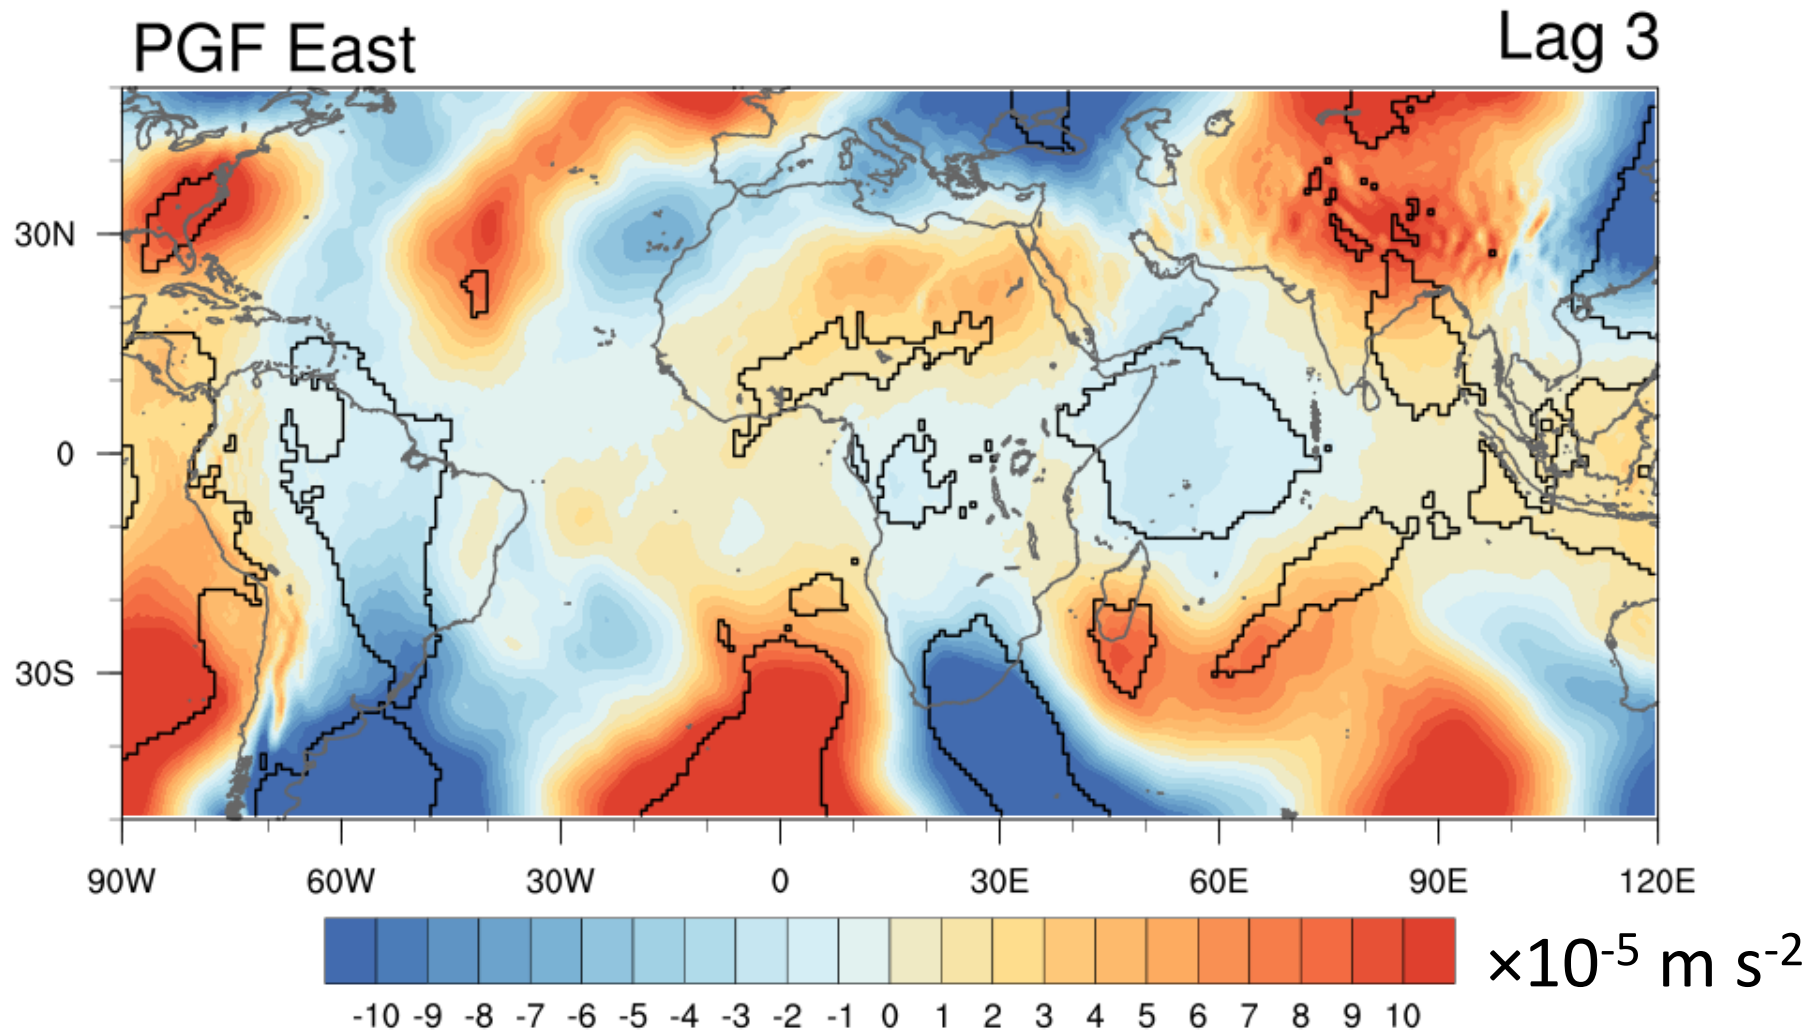 PGF East Lag 3
30N
0
30S
90W 60W 30W 0 30E 60E 90E 120E
-10 -9 -8 -7 -6 -5 -4 -3 -2 -1 0 1 2 3 4 5 6 7 8 9 10
×10⁻⁵ m s⁻²